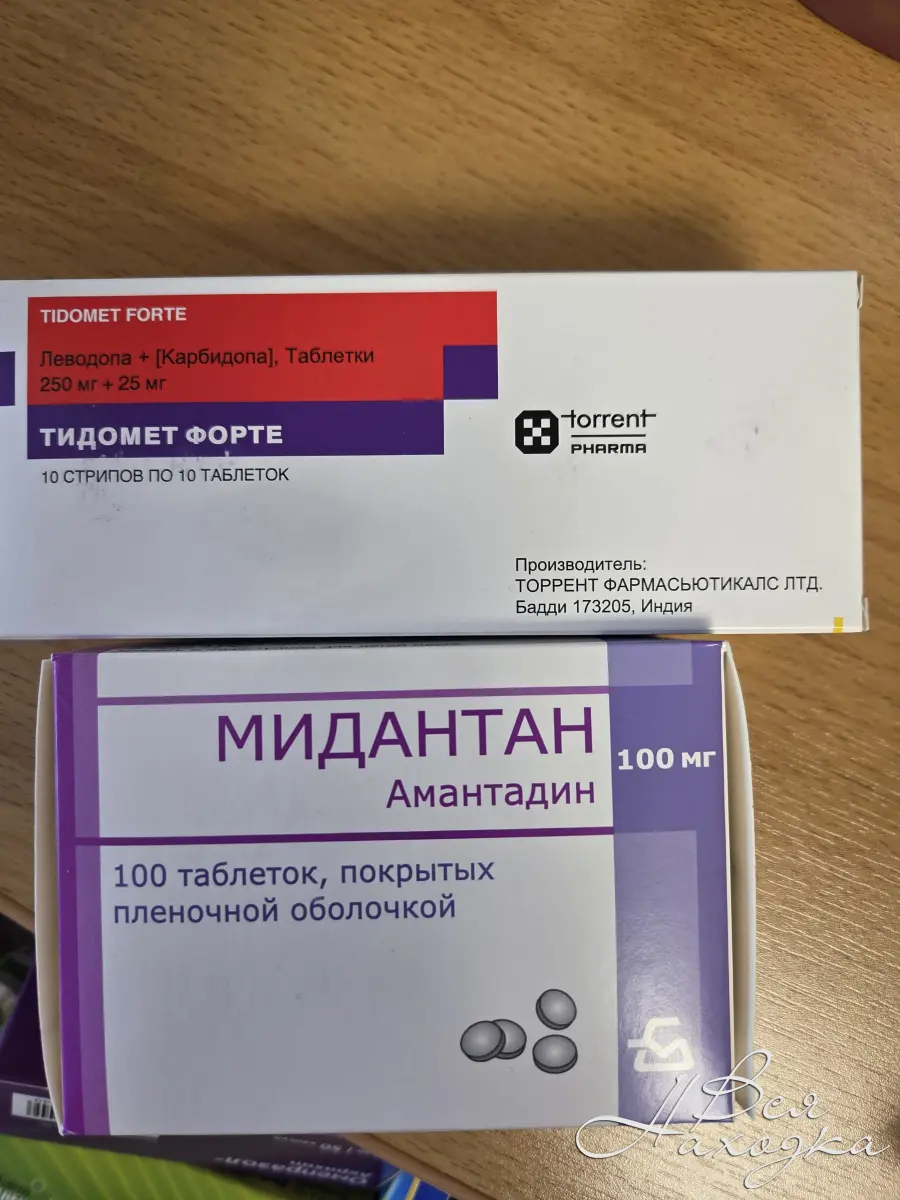 TIDOMET FORTE
Леводопа + [Карбидопа], Таблетки
250 мг + 25 мг
ТИДОМЕТ ФОРТЕ
10 СТРИПОВ ПО 10 ТАБЛЕТОК
torrent
PHARMA
Производитель:
ТОРРЕНТ ФАРМАСЬЮТИКАЛС ЛТД.
Бадди 173205, Индия
МИДАНТАН
100 мг
Амантадин
100 таблеток, покрытых
пленочной оболочкой
Вся
Находка